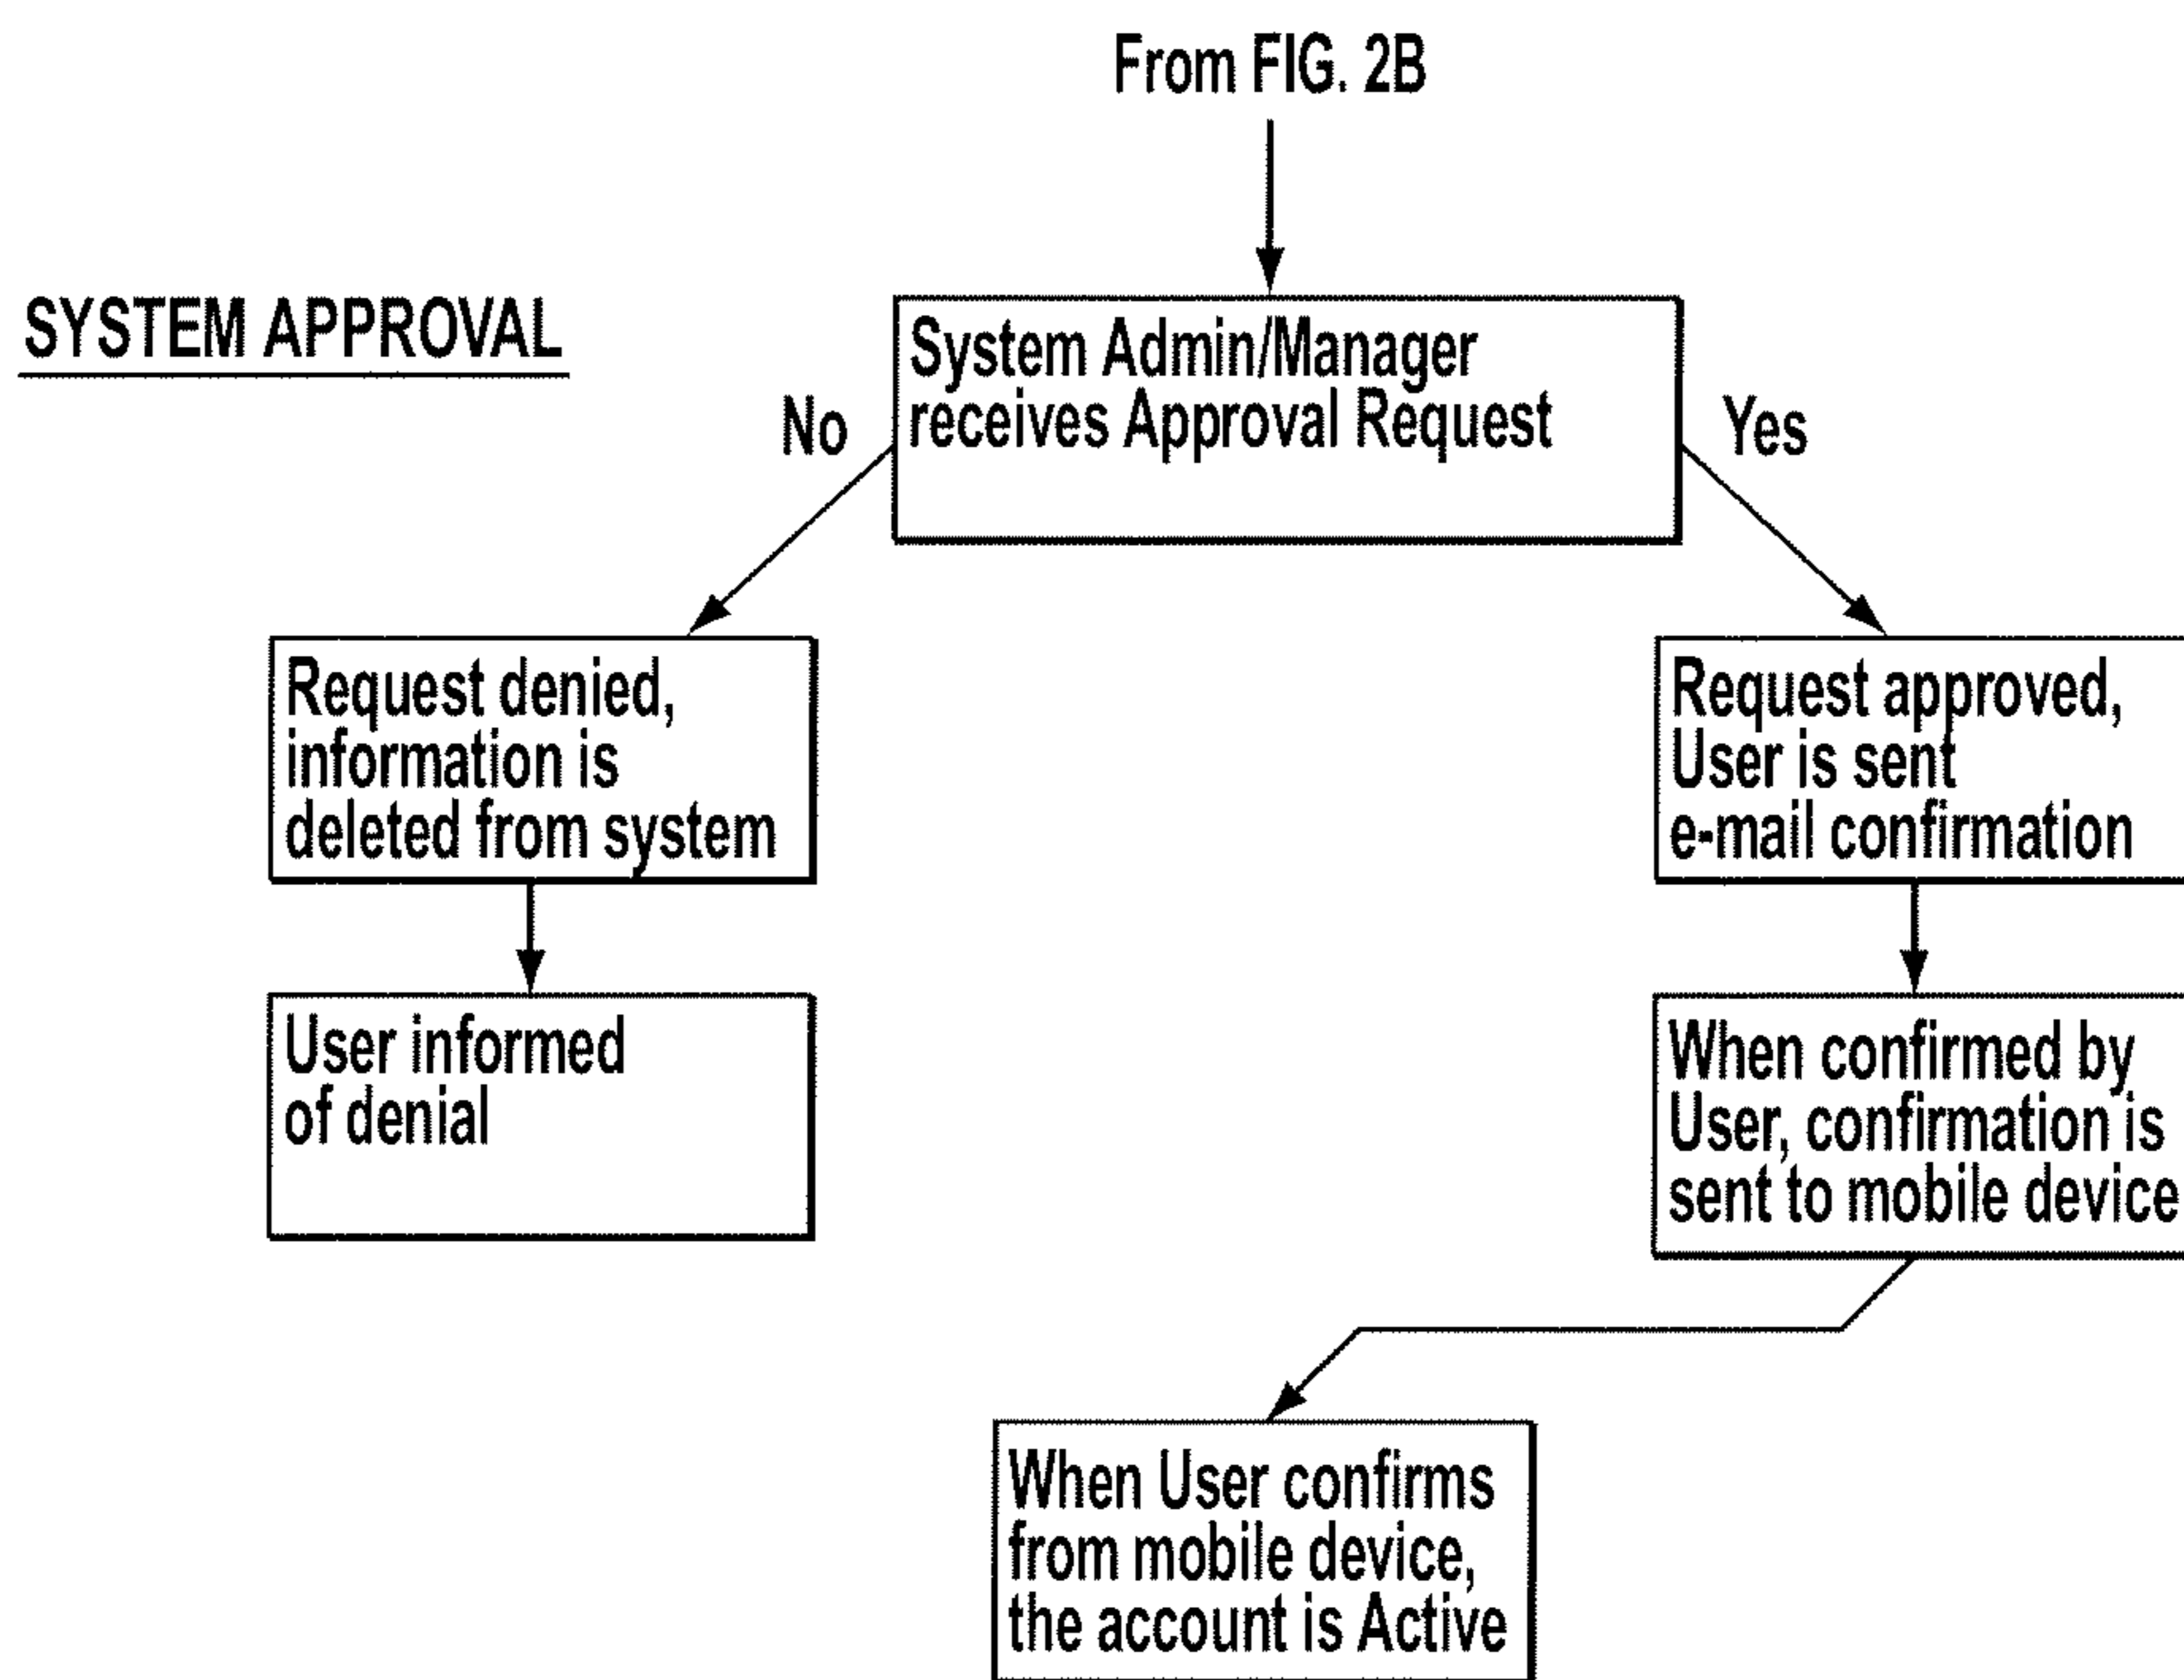 From FIG. 2B
SYSTEM APPROVAL
System Admin/Manager
receives Approval Request
No
Yes
Request denied,
information is
deleted from system
Request approved,
User is sent
e-mail confirmation
User informed
of denial
When confirmed by
User, confirmation is
sent to mobile device
When User confirms
from mobile device,
the account is Active